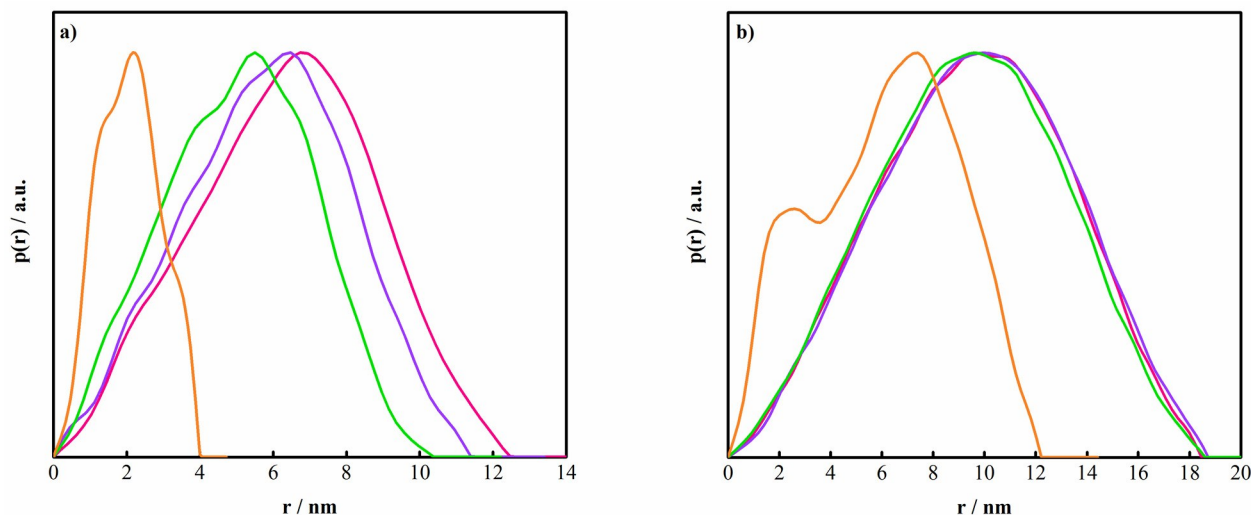 a)
p(r) / a.u.
0 2 4 6 8 10 12 14
r / nm
b)
p(r) / a.u.
0 2 4 6 8 10 12 14 16 18 20
r / nm